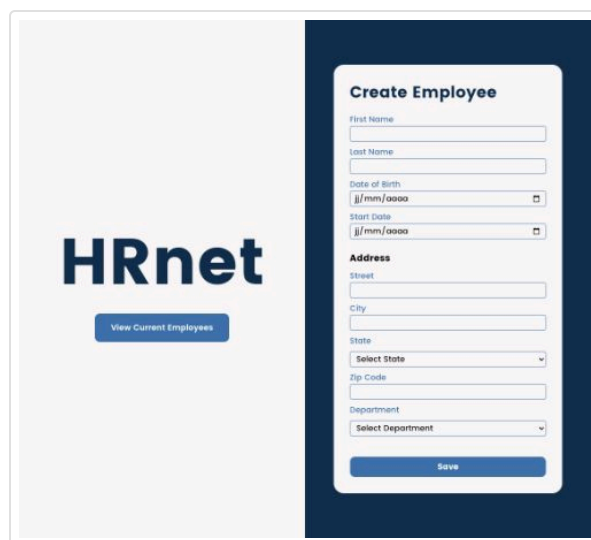 HRnet
View Current Employees
Create Employee
First Name
Last Name
Date of Birth
jj/mm/aaaa
Start Date
jj/mm/aaaa
Address
Street
City
State
Select State
Zip Code
Department
Select Department
Save